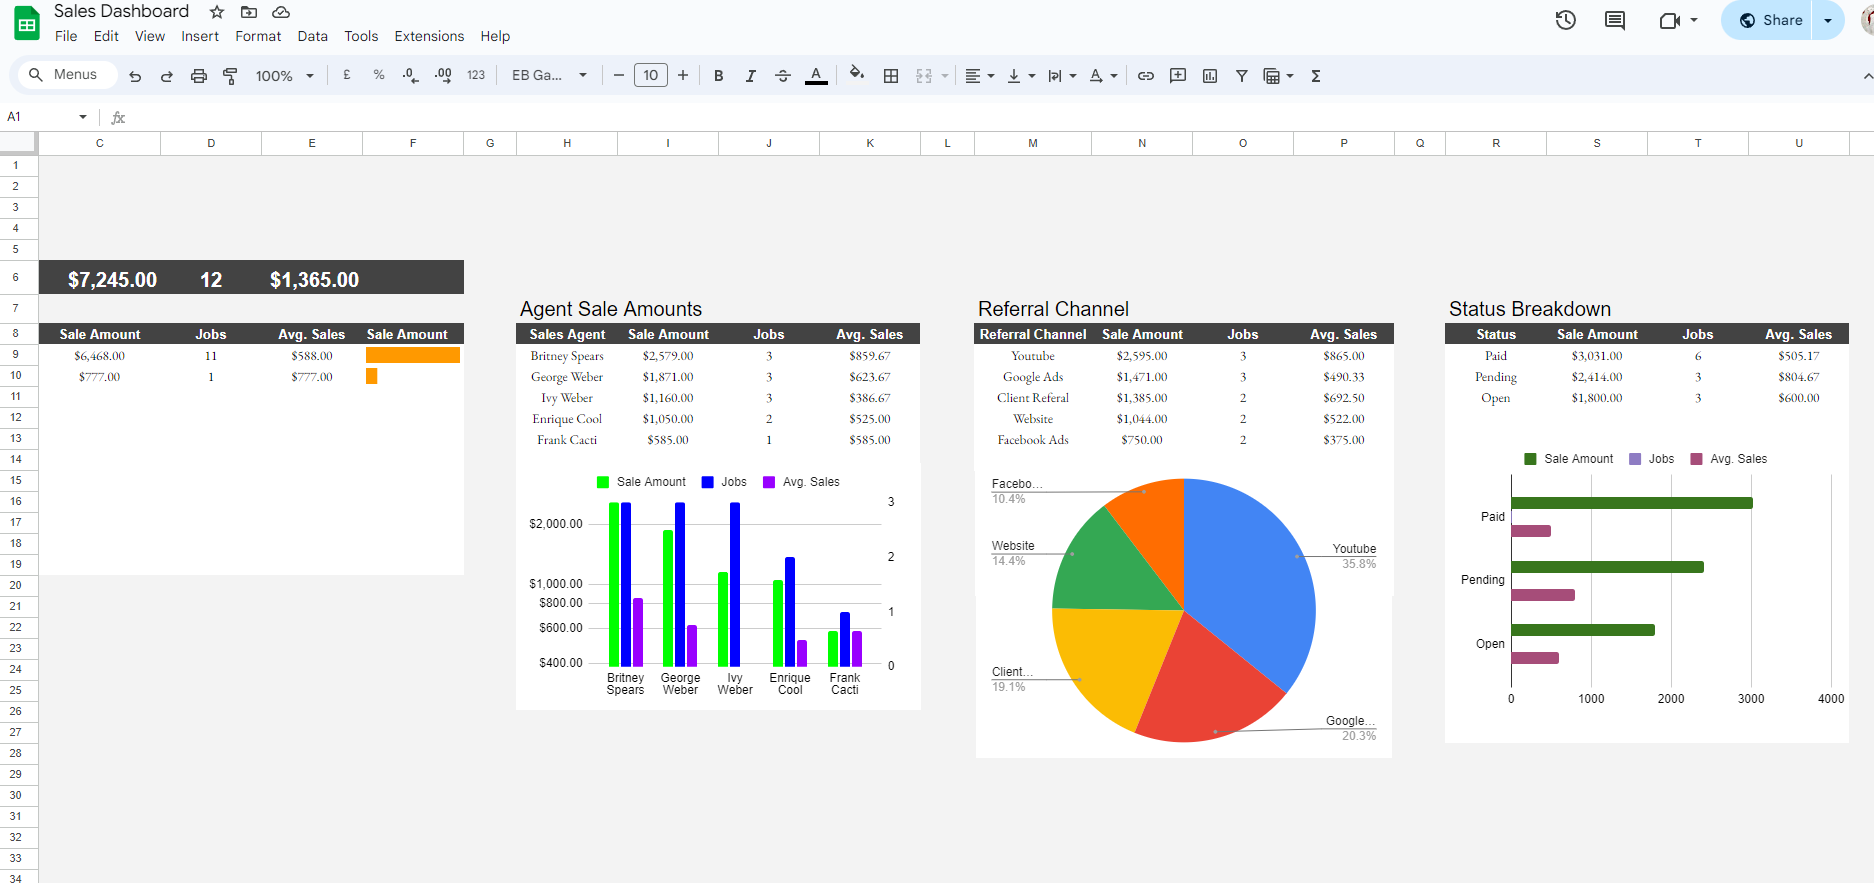 Sales Dashboard
File Edit View Insert Format Data Tools Extensions Help
Share
Menus
100%
£ % .0 .00 123
EB Ga...
10
B I A
A
Σ
A1
fx
C D E F G H I J K L M N O P Q R S T U
1
2
3
4
5
6 $7,245.00 12 $1,365.00
7 Agent Sale Amounts Referral Channel Status Breakdown
8 Sale Amount Jobs Avg. Sales Sale Amount Sales Agent Sale Amount Jobs Avg. Sales Referral Channel Sale Amount Jobs Avg. Sales Status Sale Amount Jobs Avg. Sales
9 $6,468.00 11 $588.00 Britney Spears $2,579.00 3 $859.67 Youtube $2,595.00 3 $865.00 Paid $3,031.00 6 $505.17
10 $777.00 1 $777.00 George Weber $1,871.00 3 $623.67 Google Ads $1,471.00 3 $490.33 Pending $2,414.00 3 $804.67
11 Ivy Weber $1,160.00 3 $386.67 Client Referal $1,385.00 2 $692.50 Open $1,800.00 3 $600.00
12 Enrique Cool $1,050.00 2 $525.00 Website $1,044.00 2 $522.00
13 Frank Cacti $585.00 1 $585.00 Facebook Ads $750.00 2 $375.00
14
15
16
17
18
19
20
21
22
23
24
25
26
27
28
29
30
31
32
33
34
Sale Amount Jobs Avg. Sales
$2,000.00
$1,000.00
$800.00
$600.00
$400.00
3
2
1
0
Britney Spears
George Weber
Ivy Weber
Enrique Cool
Frank Cacti
Facebo...
10.4%
Website
14.4%
Client...
19.1%
Youtube
35.8%
Google...
20.3%
Sale Amount Jobs Avg. Sales
Paid
Pending
Open
0 1000 2000 3000 4000